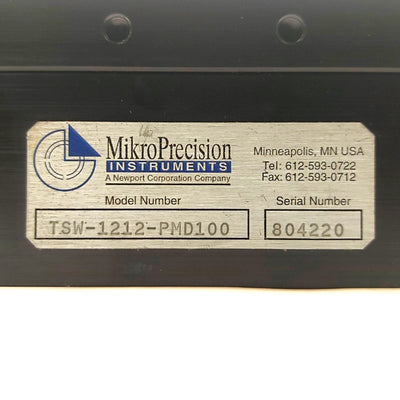 MikroPrecision
INSTRUMENTS
A Newport Corporation Company
Minneapolis, MN USA
Tel: 612-593-0722
Fax: 612-593-0712
Model Number
Serial Number
TSW-1212-PMD100
804220